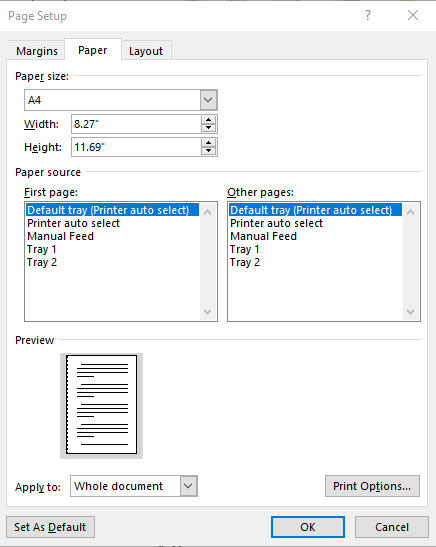 Page Setup ?
Margins Paper Layout
Paper size:
A4
Width: 8.27"
Height: 11.69"
Paper source
First page: Other pages:
Default tray (Printer auto select) Default tray (Printer auto select)
Printer auto select Printer auto select
Manual Feed Manual Feed
Tray 1 Tray 1
Tray 2 Tray 2
Preview
Apply to: Whole document Print Options...
Set As Default OK Cancel